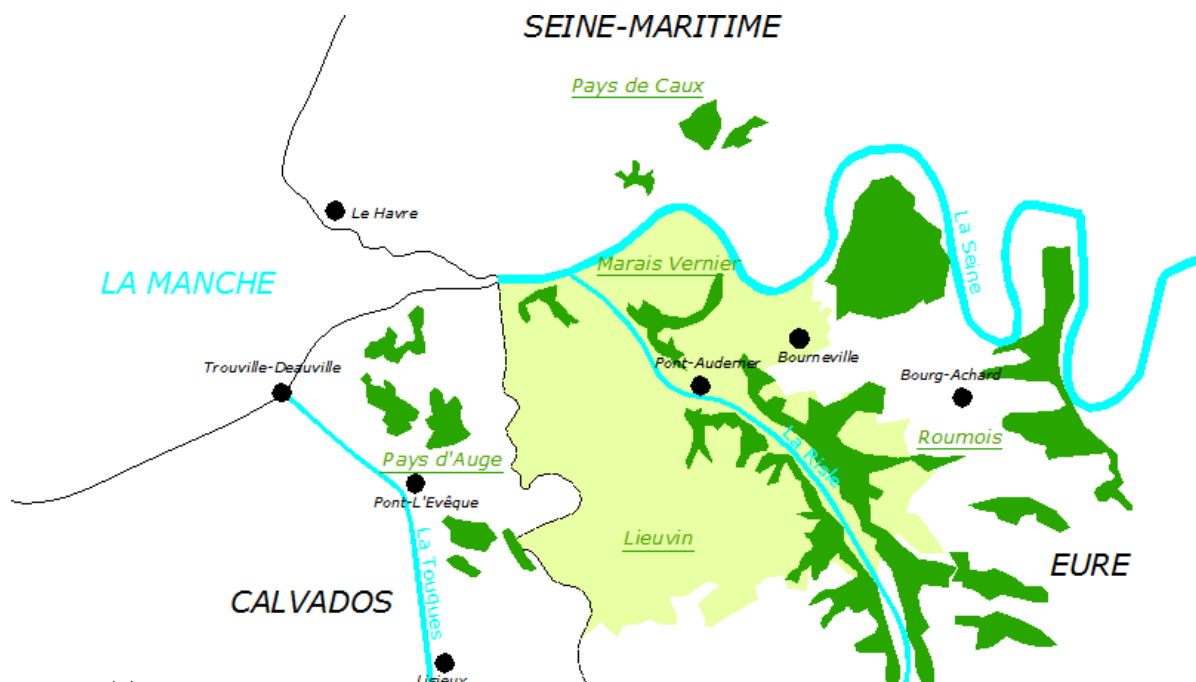 SEINE-MARITIME
Pays de Caux
Le Havre
La Seine
Marais Vernier
LA MANCHE
Bourneville
Trouville-Deauville
Pont-Audemer
Bourg-Achard
Roumois
La Risle
Pays d'Auge
Pont-L'Evêque
Lieuvin
La Touques
EURE
CALVADOS
Lisieux